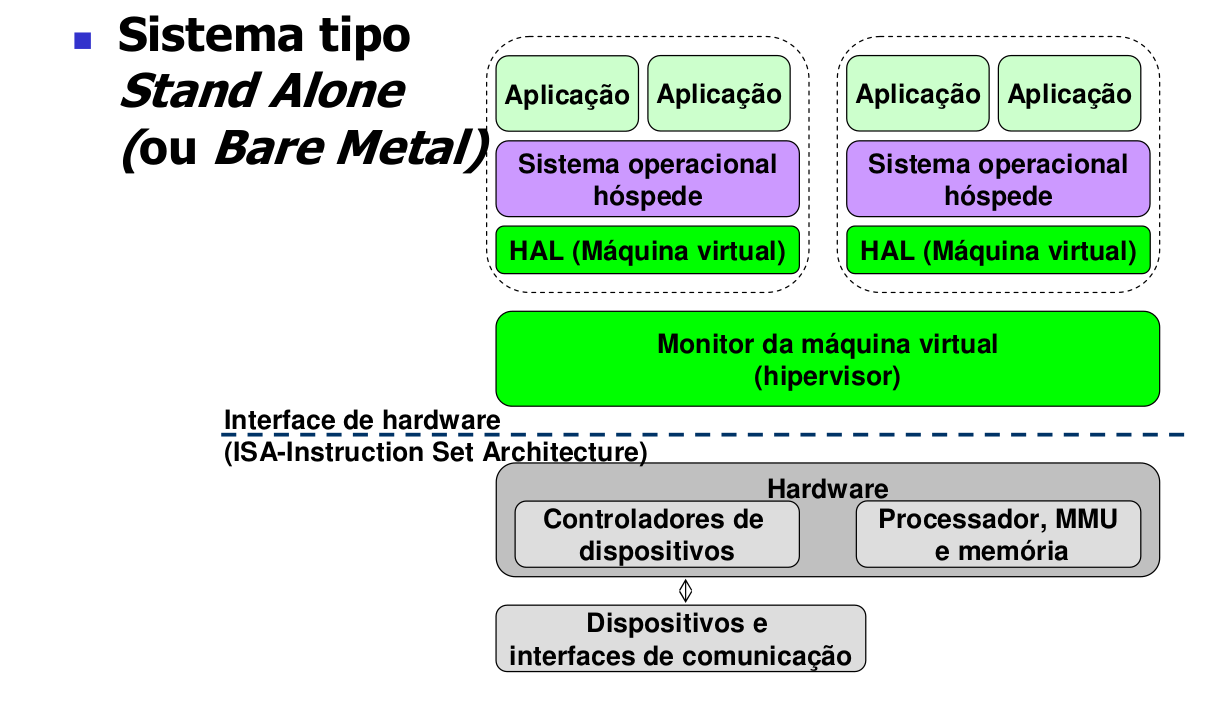 Sistema tipo
Stand Alone
(ou Bare Metal)
Aplicação
Aplicação
Sistema operacional
hóspede
HAL (Máquina virtual)
Aplicação
Aplicação
Sistema operacional
hóspede
HAL (Máquina virtual)
Monitor da máquina virtual
(hipervisor)
Interface de hardware
(ISA-Instruction Set Architecture)
Hardware
Controladores de
dispositivos
Processador, MMU
e memória
Dispositivos e
interfaces de comunicação